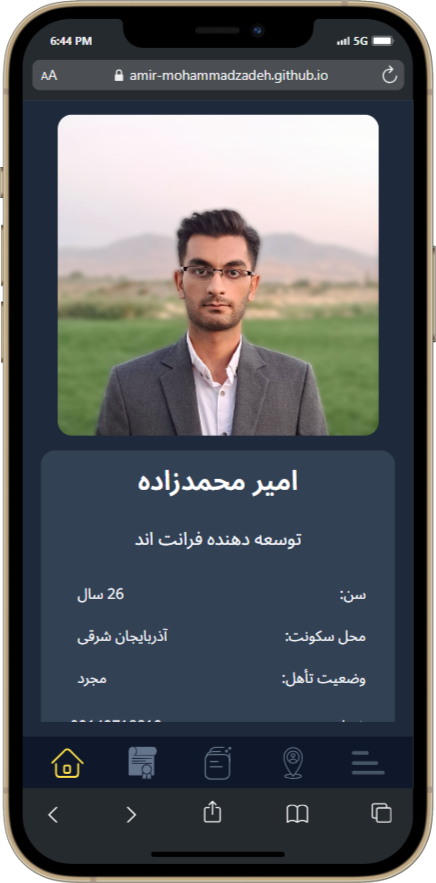 6:44 PM
5G
AA
amir-mohammadzadeh.github.io
امیر محمدزاده
توسعه دهنده فرانت اند
سن: 26 سال
محل سکونت: آذربایجان شرقی
وضعیت تأهل: مجرد